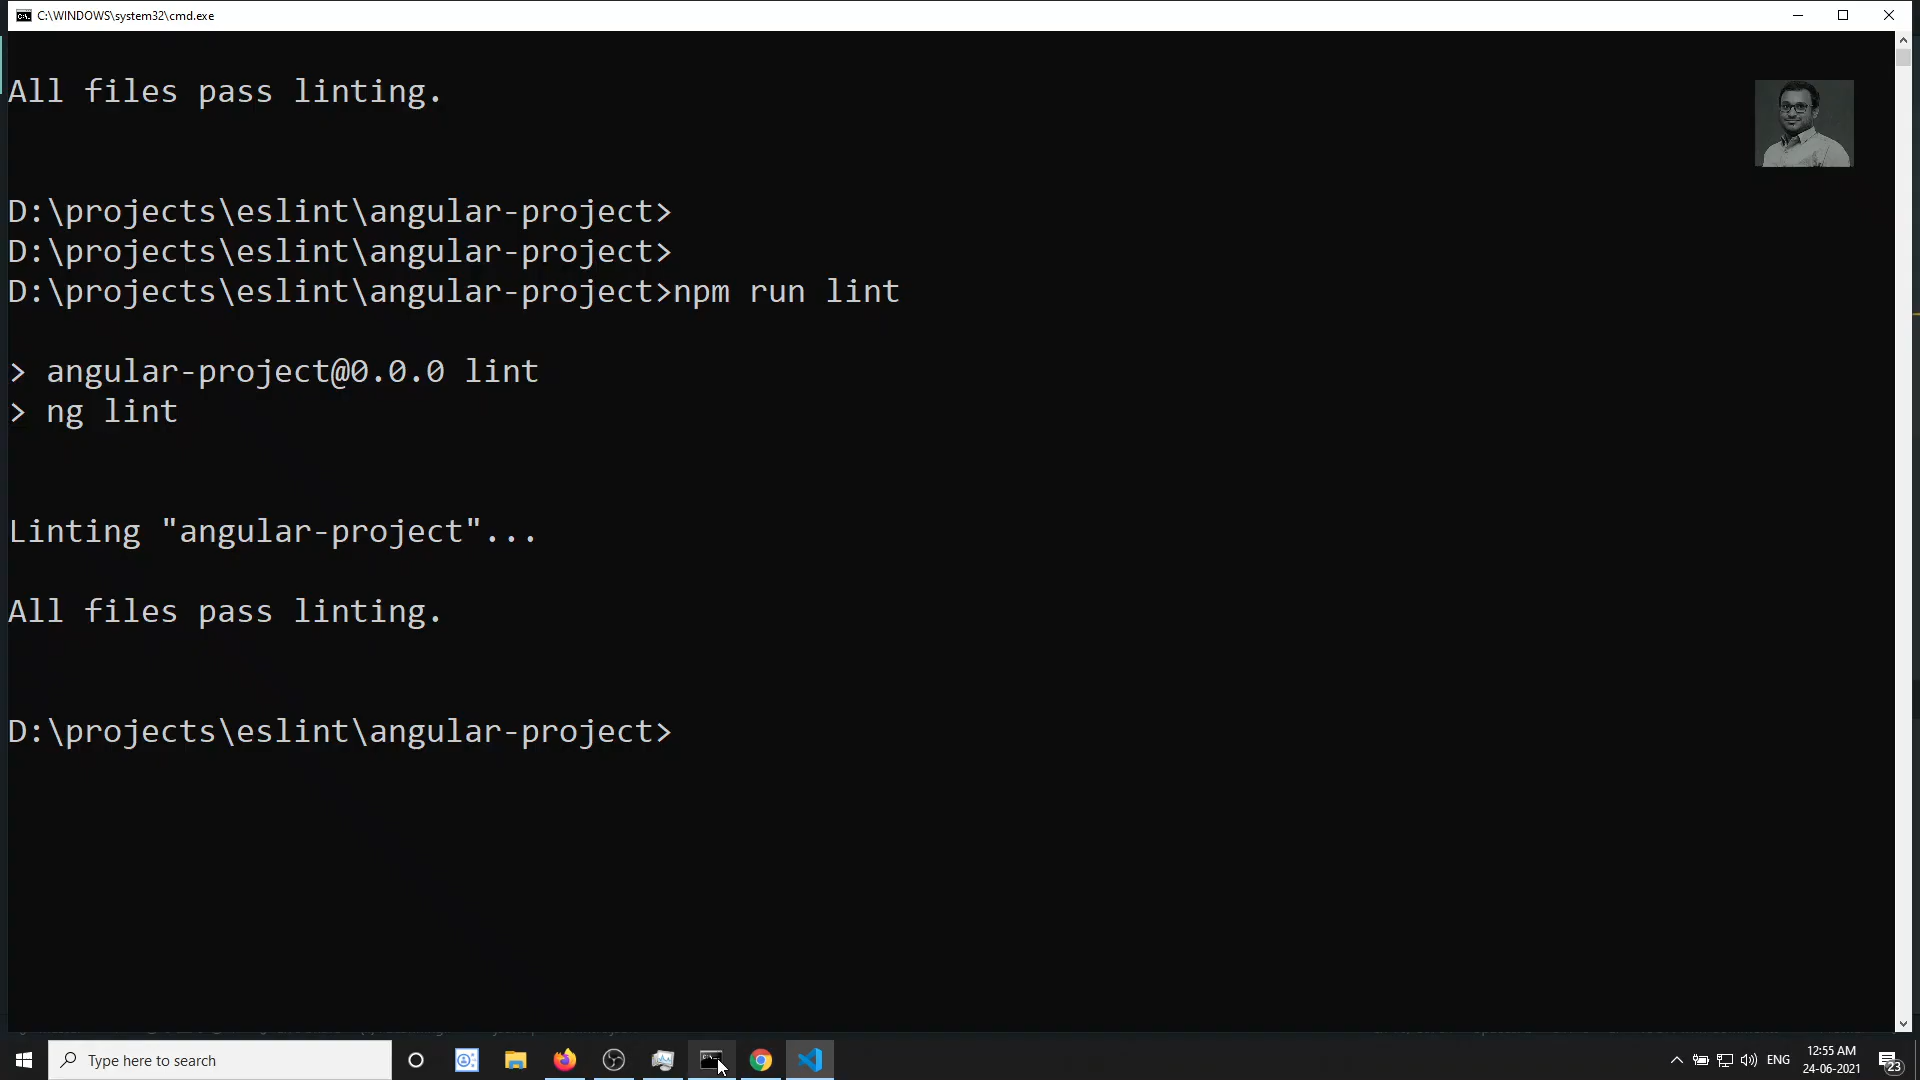 C:\WINDOWS\system32\cmd.exe
All files pass linting.
D:\projects\eslint\angular-project>
D:\projects\eslint\angular-project>
D:\projects\eslint\angular-project>npm run lint
> angular-project@0.0.0 lint
> ng lint
Linting "angular-project"...
All files pass linting.
D:\projects\eslint\angular-project>
Type here to search
ENG
12:55 AM
24-06-2021
23